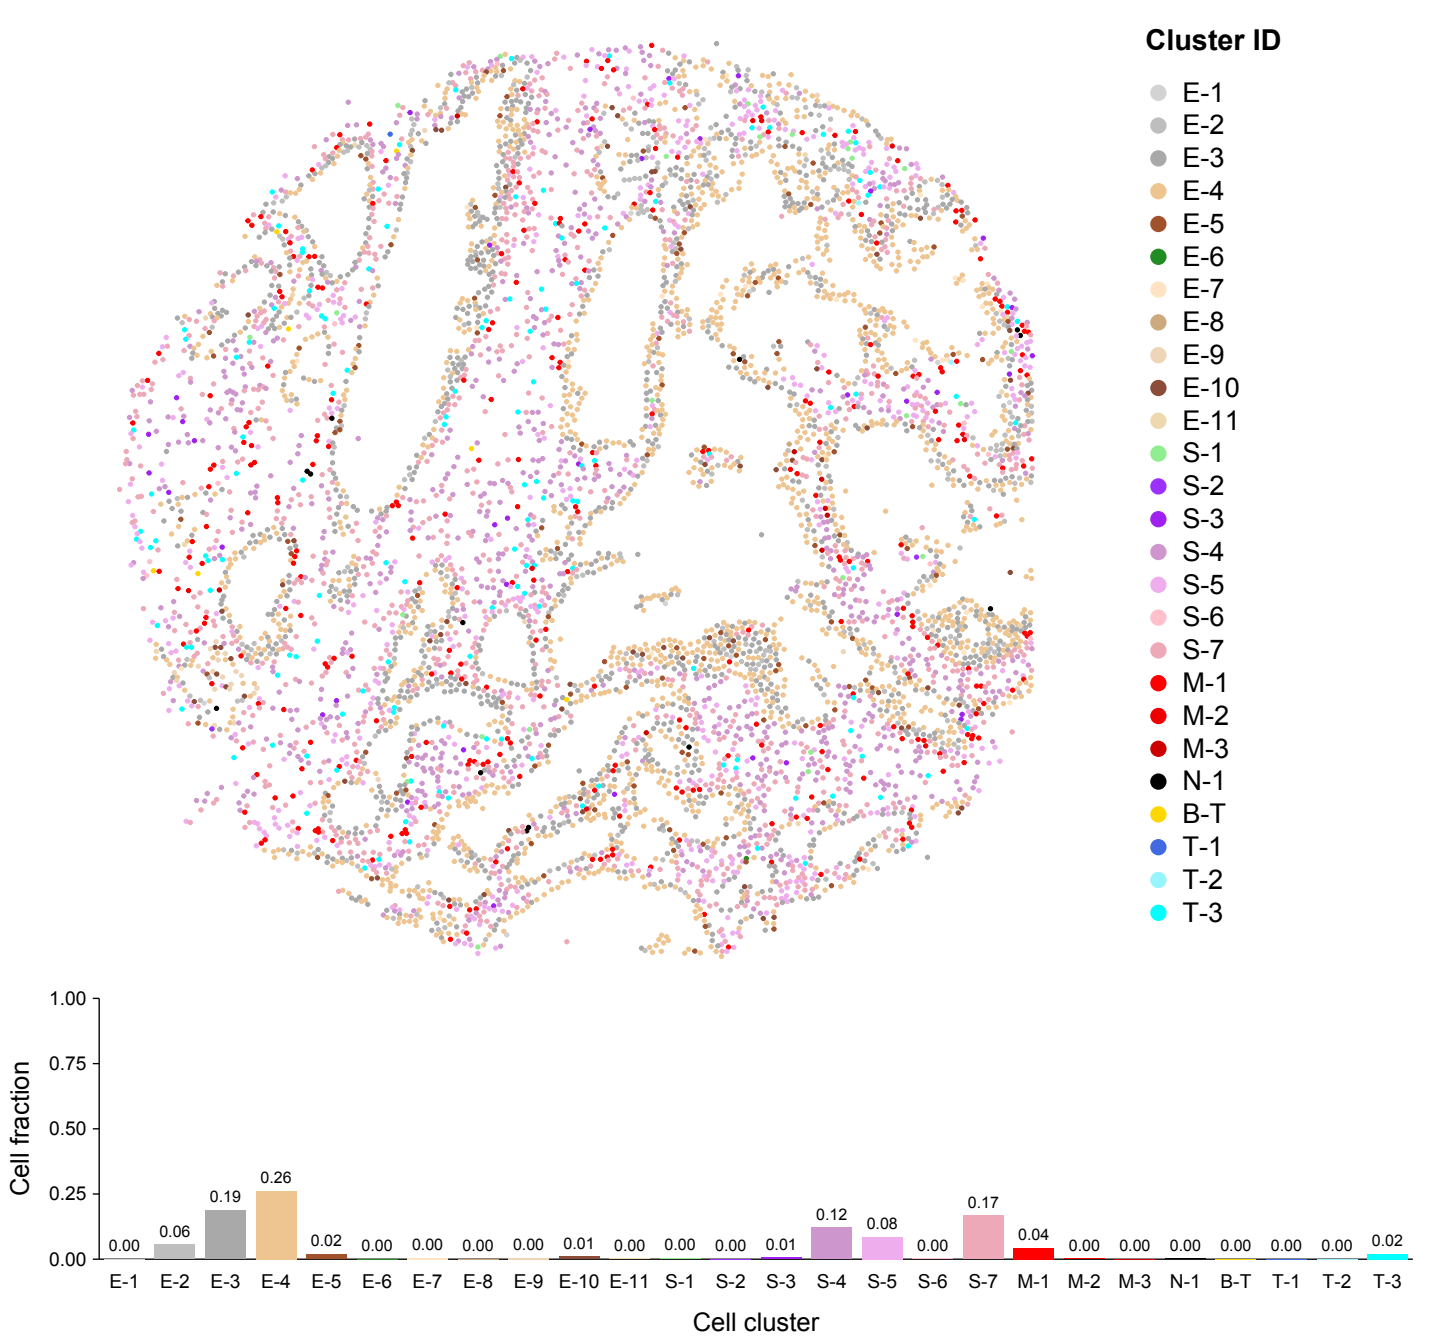 Cluster ID
E-1
E-2
E-3
E-4
E-5
E-6
E-7
E-8
E-9
E-10
E-11
S-1
S-2
S-3
S-4
S-5
S-6
S-7
M-1
M-2
M-3
N-1
B-T
T-1
T-2
T-3
1.00
0.75
0.50
0.25
0.00
Cell fraction
0.00 0.06 0.19 0.26 0.02 0.00 0.00 0.00 0.00 0.01 0.00 0.00 0.00 0.01 0.12 0.08 0.00 0.17 0.04 0.00 0.00 0.00 0.00 0.00 0.00 0.02
E-1 E-2 E-3 E-4 E-5 E-6 E-7 E-8 E-9 E-10 E-11 S-1 S-2 S-3 S-4 S-5 S-6 S-7 M-1 M-2 M-3 N-1 B-T T-1 T-2 T-3
Cell cluster